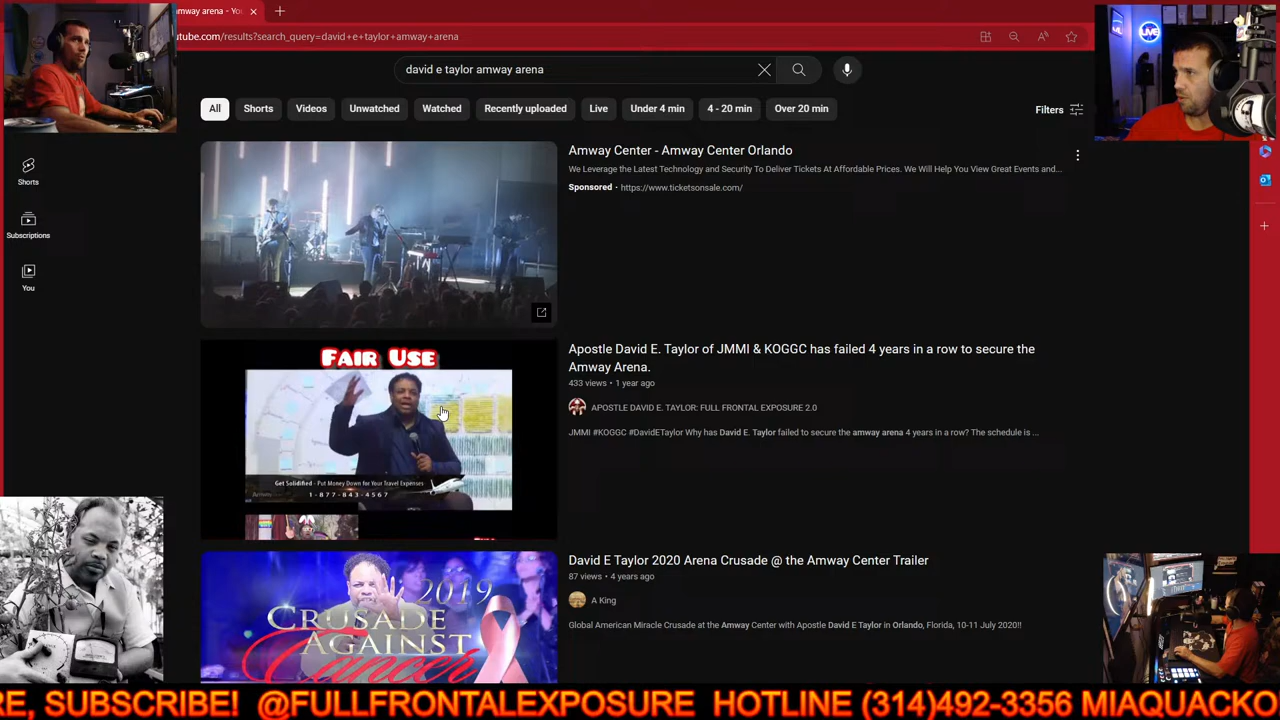 amway arena - Yo
utube.com/results?search_query=david+e+taylor+amway+arena
david e taylor amway arena
All
Shorts
Videos
Unwatched
Watched
Recently uploaded
Live
Under 4 min
4 - 20 min
Over 20 min
Filters
LIVE
Shorts
Subscriptions
You
Amway Center - Amway Center Orlando
We Leverage the Latest Technology and Security To Deliver Tickets At Affordable Prices. We Will Help You View Great Events and...
Sponsored • https://www.ticketsonsale.com/
FAIR USE
Get Solidified - Put Money Down for Your Travel Expenses
1-877-843-4567
Apostle David E. Taylor of JMMI & KOGGC has failed 4 years in a row to secure the
Amway Arena.
433 views • 1 year ago
APOSTLE DAVID E. TAYLOR: FULL FRONTAL EXPOSURE 2.0
JMMI #KOGGC #DavidETaylor Why has David E. Taylor failed to secure the amway arena 4 years in a row? The schedule is ...
2019
CRUSADE
AGAINST
Cancer
David E Taylor 2020 Arena Crusade @ the Amway Center Trailer
87 views • 4 years ago
A King
Global American Miracle Crusade at the Amway Center with Apostle David E Taylor in Orlando, Florida, 10-11 July 2020!!
RE, SUBSCRIBE! @FULLFRONTALEXPOSURE HOTLINE (314)492-3356 MIAQUACKO